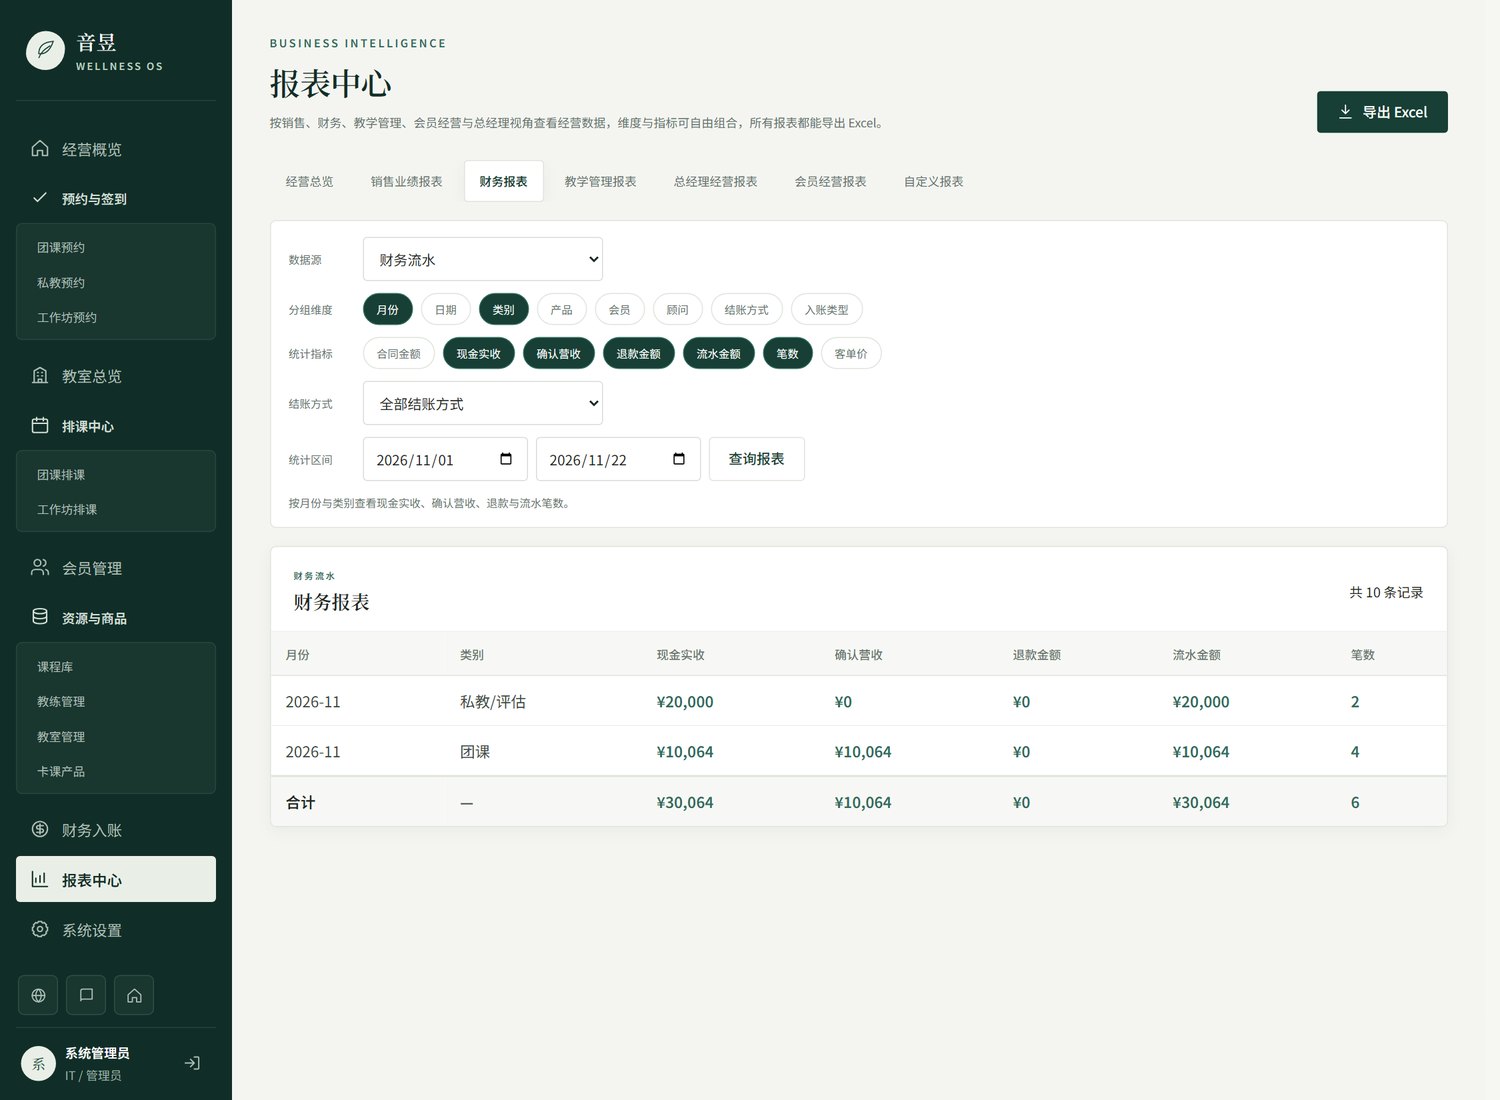 音昱
WELLNESS OS
经营概览
预约与签到
团课预约
私教预约
工作坊预约
教室总览
排课中心
团课排课
工作坊排课
会员管理
资源与商品
课程库
教练管理
教室管理
卡课产品
财务入账
报表中心
系统设置
系
系统管理员
IT / 管理员
BUSINESS INTELLIGENCE
报表中心
按销售、财务、教学管理、会员经营与总经理视角查看经营数据，维度与指标可自由组合，所有报表都能导出 Excel。
导出 Excel
经营总览 销售业绩报表 财务报表 教学管理报表 总经理经营报表 会员经营报表 自定义报表
数据源 财务流水
分组维度 月份 日期 类别 产品 会员 顾问 结账方式 入账类型
统计指标 合同金额 现金实收 确认营收 退款金额 流水金额 笔数 客单价
结账方式 全部结账方式
统计区间 2026/11/01 2026/11/22 查询报表
按月份与类别查看现金实收、确认营收、退款与流水笔数。
财务流水
财务报表
共 10 条记录
月份 类别 现金实收 确认营收 退款金额 流水金额 笔数
2026-11 私教/评估 ¥20,000 ¥0 ¥0 ¥20,000 2
2026-11 团课 ¥10,064 ¥10,064 ¥0 ¥10,064 4
合计 — ¥30,064 ¥10,064 ¥0 ¥30,064 6